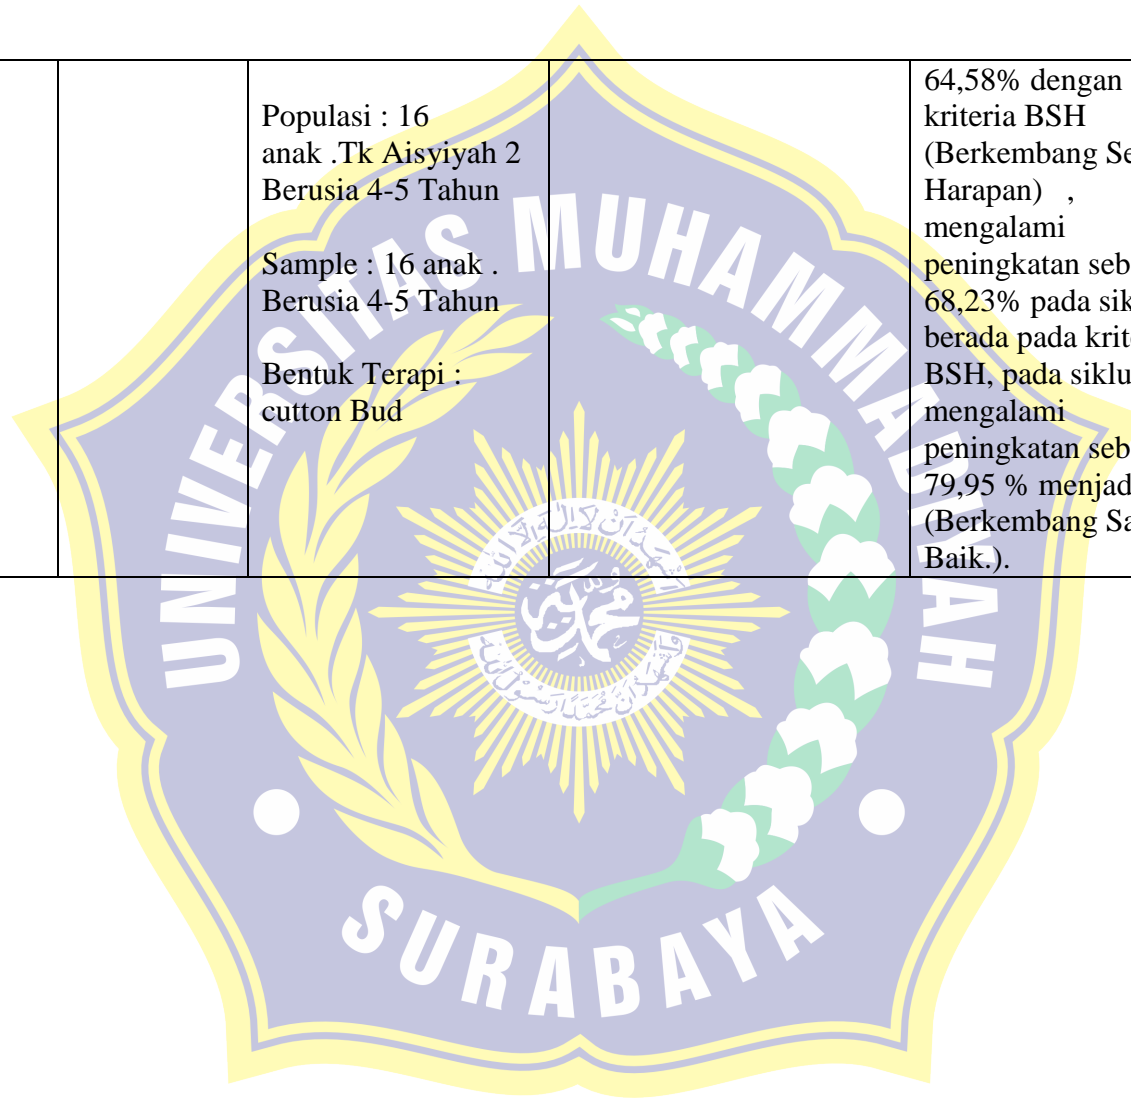 Populasi : 16
anak .Tk Aisyiyah 2
Berusia 4-5 Tahun
Sample : 16 anak .
Berusia 4-5 Tahun
Bentuk Terapi :
cutton Bud
64,58% dengan
kriteria BSH
(Berkembang Se
Harapan) ,
mengalami
peningkatan seb
68,23% pada sik
berada pada krit
BSH, pada siklu
mengalami
peningkatan seb
79,95 % menjad
(Berkembang Sa
Baik.).
UNIVERSITAS MUHAMMADIYAH
SURABAYA